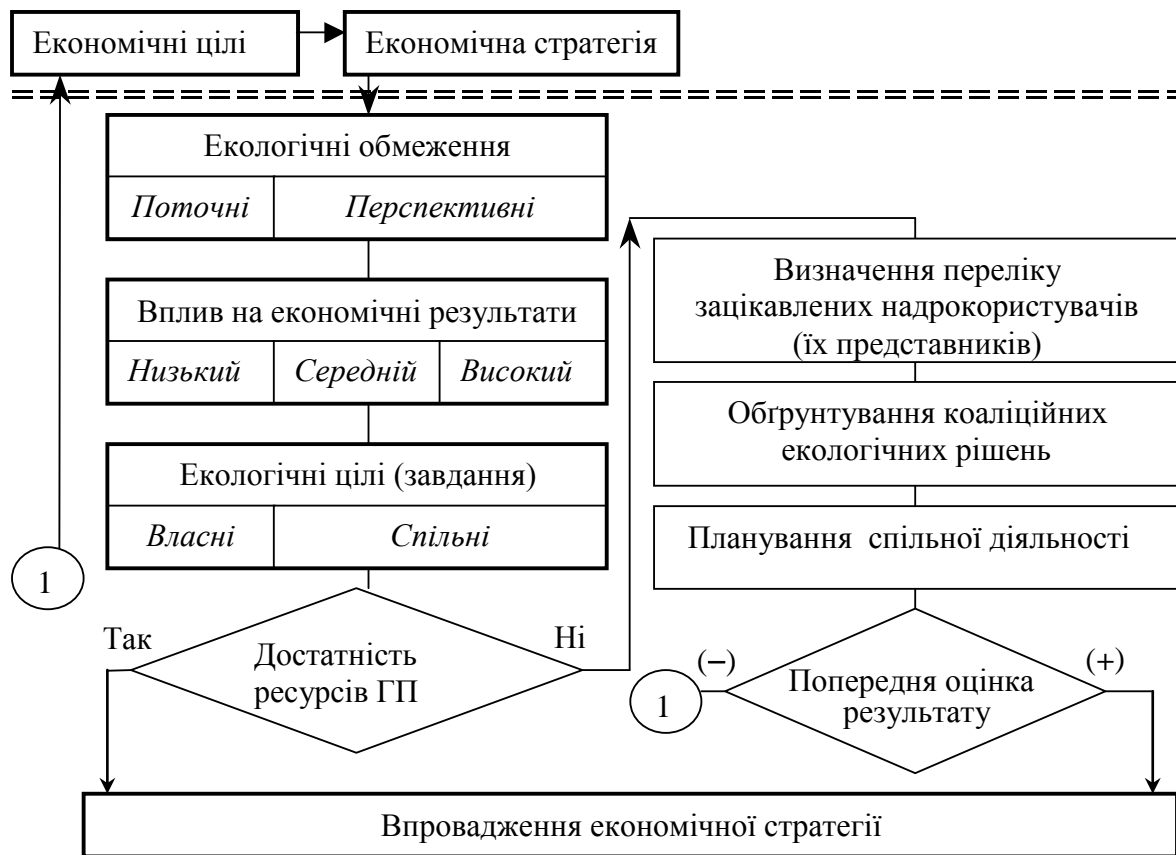 Економічні цілі
Економічна стратегія
Екологічні обмеження
Поточні
Перспективні
Вплив на економічні результати
Низький
Середній
Високий
Екологічні цілі (завдання)
Власні
Спільні
1
Так
Ні
Достатність
ресурсів ГП
Визначення переліку
зацікавлених надрокористувачів
(їх представників)
Обґрунтування коаліційних
екологічних рішень
Планування спільної діяльності
(–)
(+)
1
Попередня оцінка
результату
Впровадження економічної стратегії